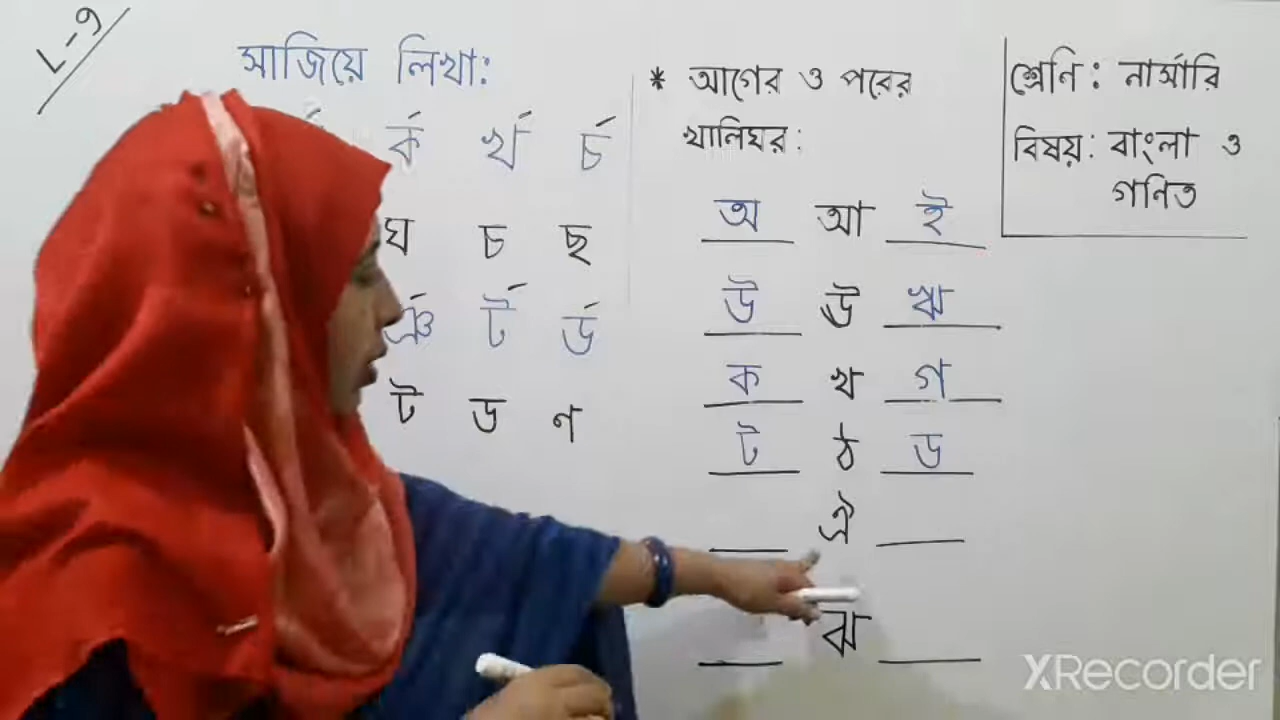 L-9
সাজিয়ে লিখা:
র্ক র্খ র্চ
ঘ চ ছ
র্ঞ র্ট র্ড
ট ড ণ
* আগের ও পরের
খালিঘর:
অ আ ই
উ ঊ ঋ
ক খ গ
ট ঠ ড
ঐ
ঝ
শ্রেণি: নার্সারি
বিষয়: বাংলা ও
গনিত
XRecorder